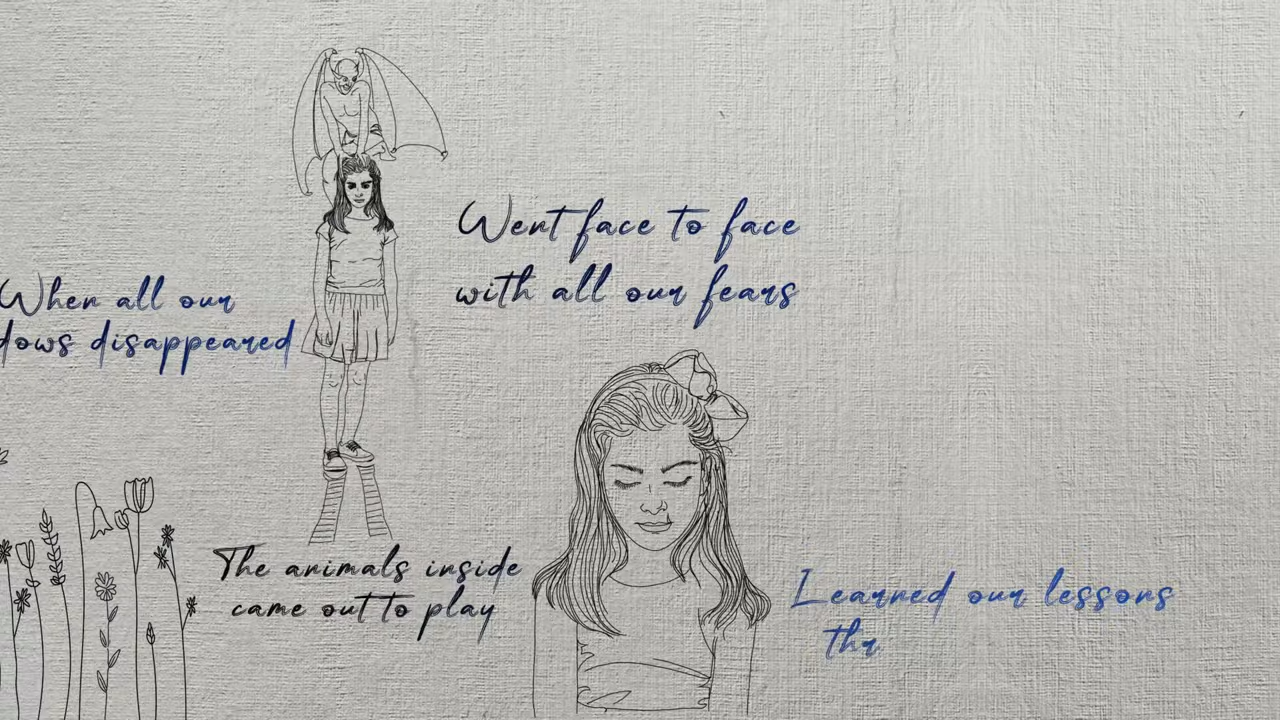 When all our
dows disappeared
The animals inside
came out to play
Went face to face
with all our fears
Learned our lessons
thr